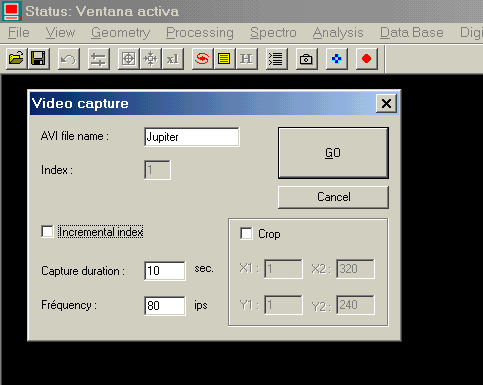 Status: Ventana activa
File View Geometry Processing Spectro Analysis Data Base Digi
x1 H
Video capture
AVI file name : Jupiter
GO
Index : 1
Cancel
Incremental index
Crop
Capture duration : 10 sec.
X1 : 1 X2 : 320
Fréquency : 80 ips
Y1 : 1 Y2 : 240